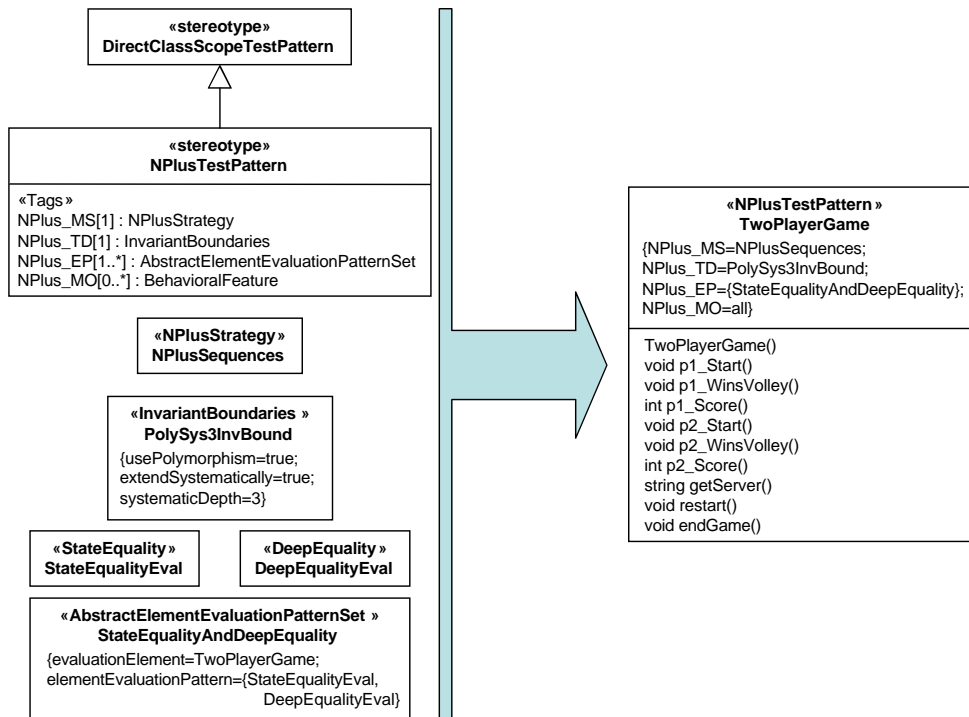 «stereotype»
DirectClassScopeTestPattern
«stereotype»
NPlusTestPattern
«Tags»
NPlus_MS[1] : NPlusStrategy
NPlus_TD[1] : InvariantBoundaries
NPlus_EP[1..*] : AbstractElementEvaluationPatternSet
NPlus_MO[0..*] : BehavioralFeature
«NPlusStrategy»
NPlusSequences
«InvariantBoundaries »
PolySys3InvBound
{usePolymorphism=true;
extendSystematically=true;
systematicDepth=3}
«StateEquality»
StateEqualityEval
«DeepEquality»
DeepEqualityEval
«AbstractElementEvaluationPatternSet »
StateEqualityAndDeepEquality
{evaluationElement=TwoPlayerGame;
elementEvaluationPattern={StateEqualityEval,
DeepEqualityEval}
«NPlusTestPattern»
TwoPlayerGame
{NPlus_MS=NPlusSequences;
NPlus_TD=PolySys3InvBound;
NPlus_EP={StateEqualityAndDeepEquality};
NPlus_MO=all}
TwoPlayerGame()
void p1_Start()
void p1_WinsVolley()
int p1_Score()
void p2_Start()
void p2_WinsVolley()
int p2_Score()
string getServer()
void restart()
void endGame()